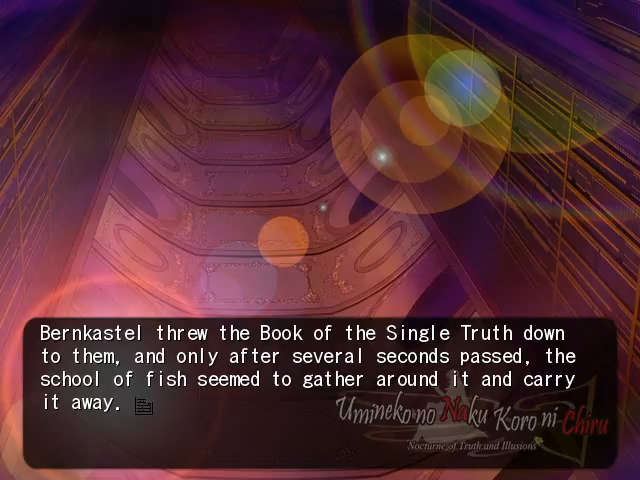 Bernkastel threw the Book of the Single Truth down
to them, and only after several seconds passed, the
school of fish seemed to gather around it and carry
it away.
Umineko no Naku Koro ni Chiru
Nocturne of Truth and Illusions